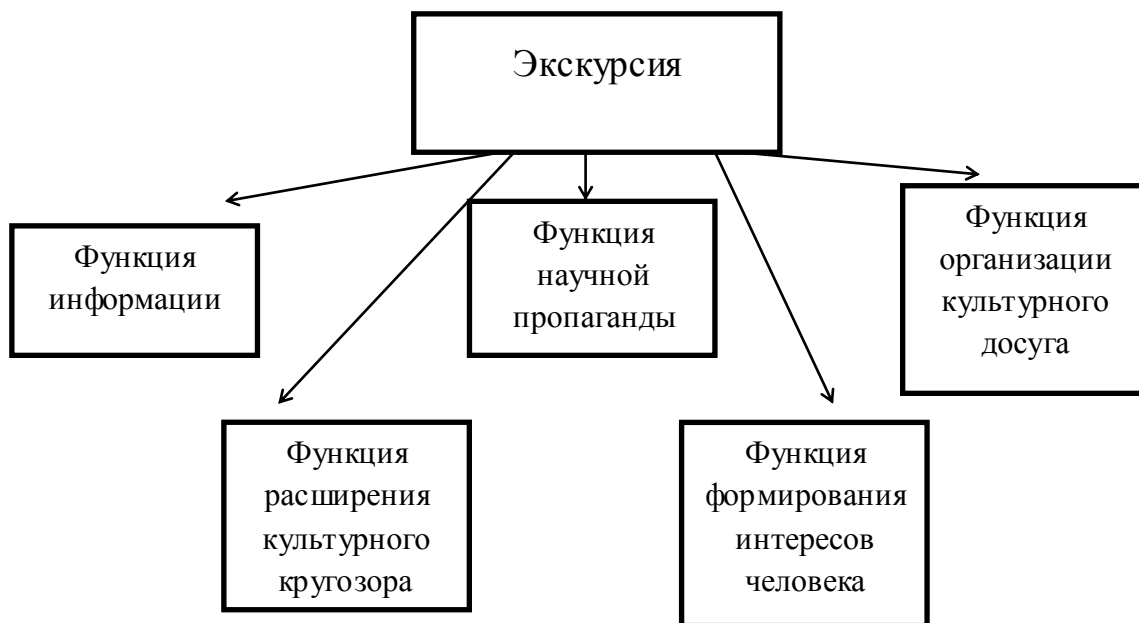 Экскурсия
Функция
информации
Функция
научной
пропаганды
Функция
организации
культурного
досуга
Функция
расширения
культурного
кругозора
Функция
формирования
интересов
человека